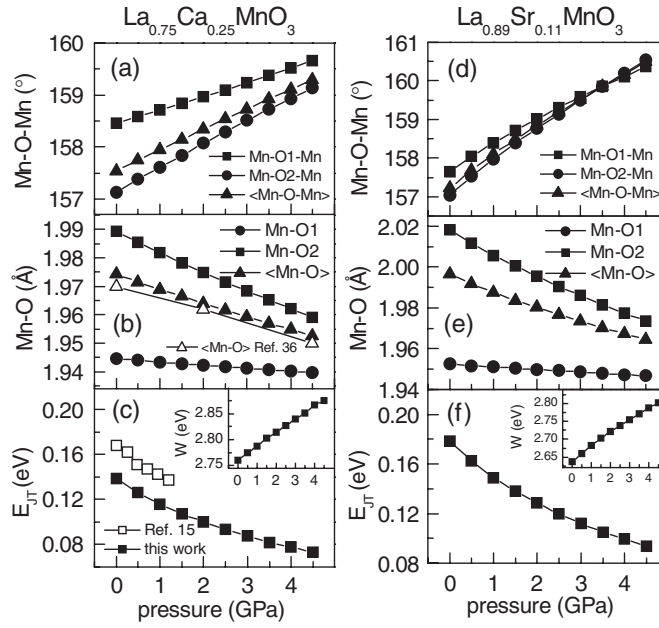 La0.75Ca0.25MnO3
La0.89Sr0.11MnO3
(a)
160
159
158
157
Mn-O-Mn (°)
Mn-O1-Mn
Mn-O2-Mn
<Mn-O-Mn>
(d)
161
160
159
158
157
Mn-O-Mn (°)
Mn-O1-Mn
Mn-O2-Mn
<Mn-O-Mn>
(b)
1.99
1.98
1.97
1.96
1.95
1.94
Mn-O (Å)
Mn-O1
Mn-O2
<Mn-O>
<Mn-O> Ref. 36
(e)
2.02
2.00
1.98
1.96
1.94
Mn-O (Å)
Mn-O1
Mn-O2
<Mn-O>
(c)
0.20
0.16
0.12
0.08
EJT (eV)
Ref. 15
this work
W (eV)
2.85
2.80
2.75
0 1 2 3 4
0 1 2 3 4
pressure (GPa)
(f)
0.20
0.16
0.12
0.08
EJT (eV)
W (eV)
2.80
2.75
2.70
2.65
0 1 2 3 4
0 1 2 3 4
pressure (GPa)